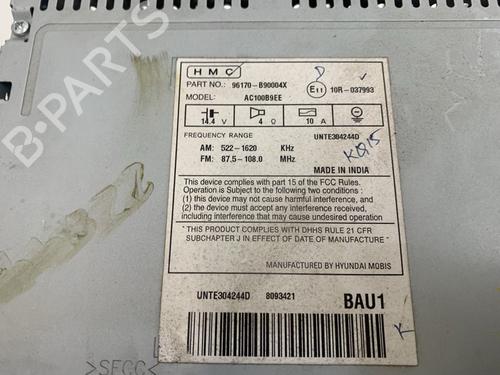 B-PARTS
HMC
PART NO.: 96170-B90004X
MODEL: AC100B9EE
E11 10R-037993
14.4 V 4 Ω 10 A
FREQUENCY RANGE UNTE304244D
AM: 522-1620 KHz
FM: 87.5-108.0 MHz
MADE IN INDIA
This device complies with part 15 of the FCC Rules.
Operation is Subject to the following two conditions :
(1) this device may not cause harmful interference, and
(2) the device must accept any interference received,
including interference that may cause undesired operation
* THIS PRODUCT COMPLIES WITH DHHS RULE 21 CFR
SUBCHAPTER J IN EFFECT OF DATE OF MANUFACTURE *
MANUFACTURED BY HYUNDAI MOBIS
UNTE304244D 8093421 BAU1
K
>SECC<